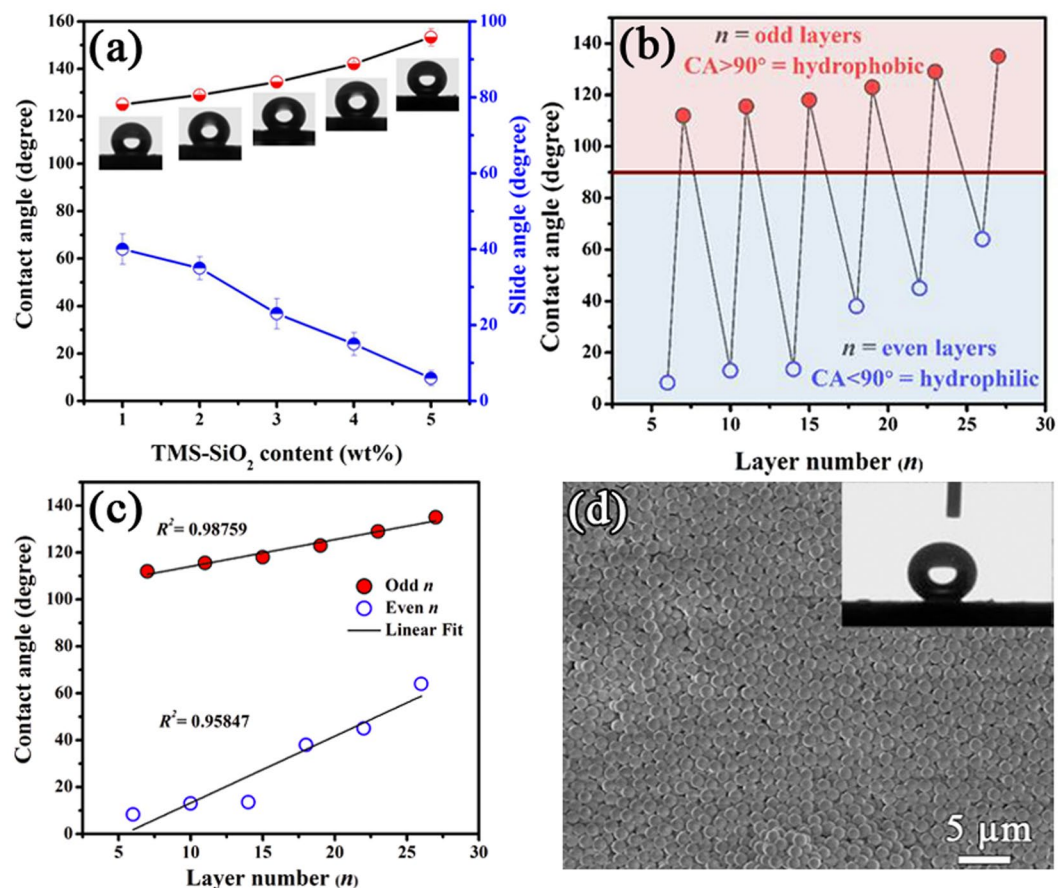 (a)
160
140
120
100
80
60
40
20
0
Contact angle (degree)
100
80
60
40
20
0
Slide angle (degree)
1 2 3 4 5
TMS-SiO₂ content (wt%)
(b)
n = odd layers
CA>90° = hydrophobic
n = even layers
CA<90° = hydrophilic
140
120
100
80
60
40
20
0
Contact angle (degree)
5 10 15 20 25 30
Layer number (n)
(c)
R²= 0.98759
Odd n
Even n
Linear Fit
R²= 0.95847
140
120
100
80
60
40
20
0
Contact angle (degree)
5 10 15 20 25 30
Layer number (n)
(d)
5 μm